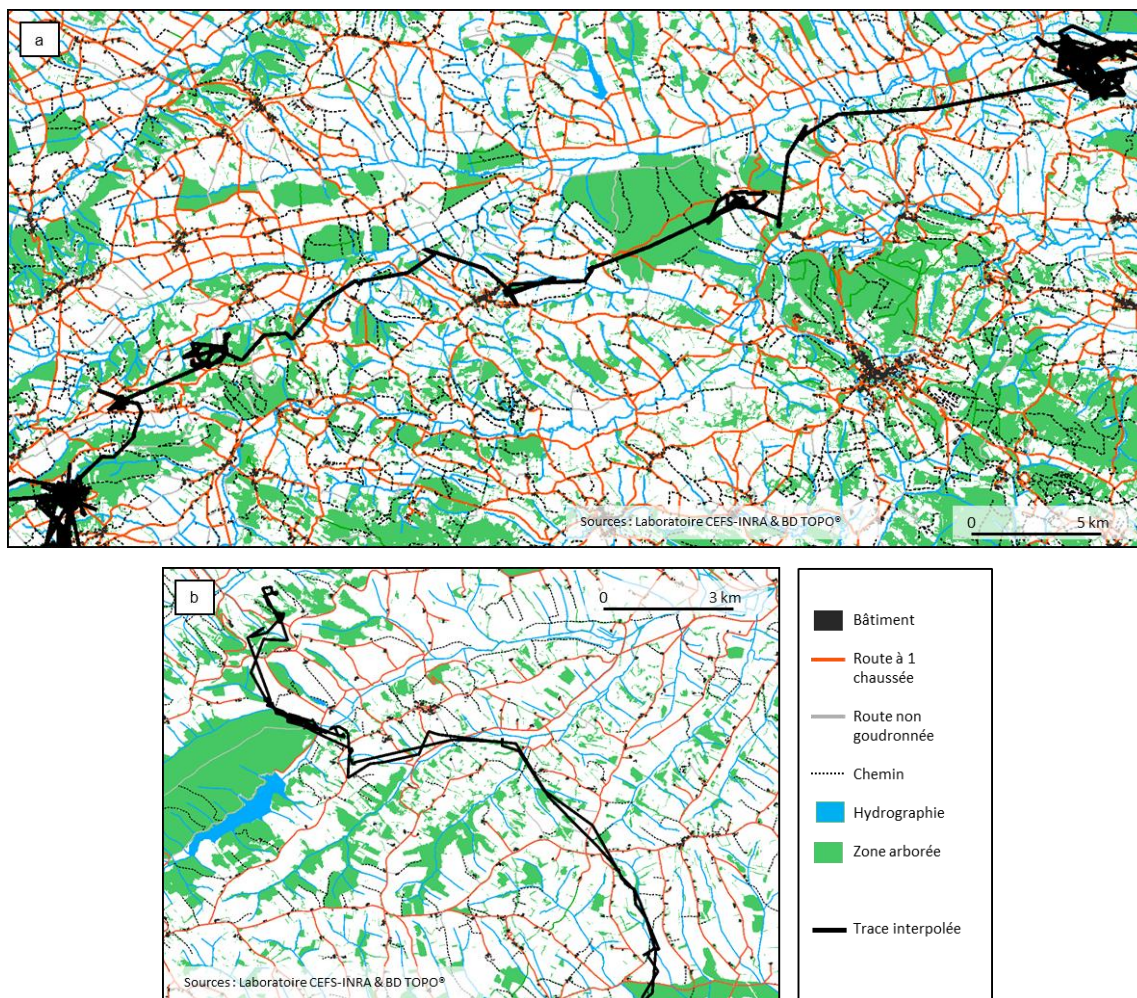 a
Sources : Laboratoire CEFS-INRA & BD TOPO®
0 5 km
b
0 3 km
Sources : Laboratoire CEFS-INRA & BD TOPO®
Bâtiment
Route à 1
chaussée
Route non
goudronnée
Chemin
Hydrographie
Zone arborée
Trace interpolée